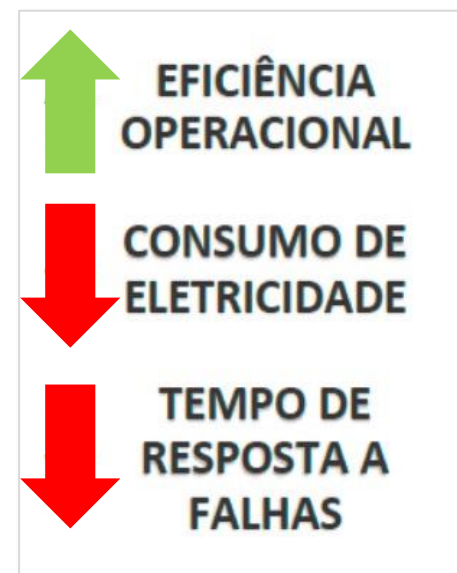 EFICIÊNCIA
OPERACIONAL
CONSUMO DE
ELETRICIDADE
TEMPO DE
RESPOSTA A
FALHAS